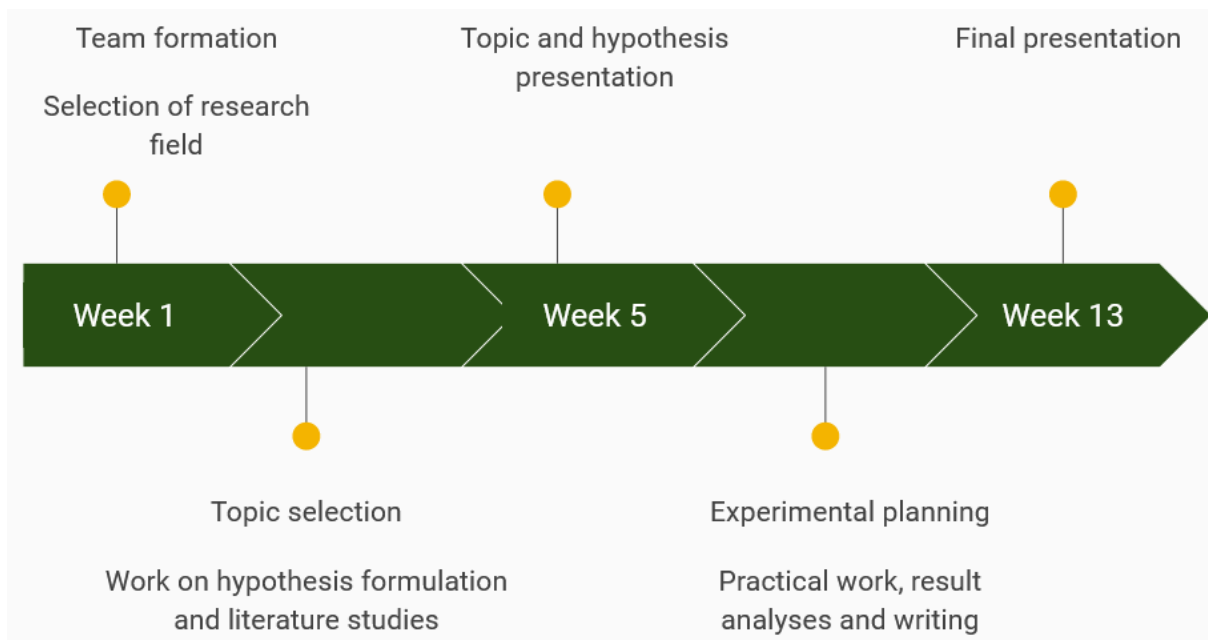 Team formation
Selection of research
field
Topic and hypothesis
presentation
Final presentation
Week 1
Week 5
Week 13
Topic selection
Work on hypothesis formulation
and literature studies
Experimental planning
Practical work, result
analyses and writing